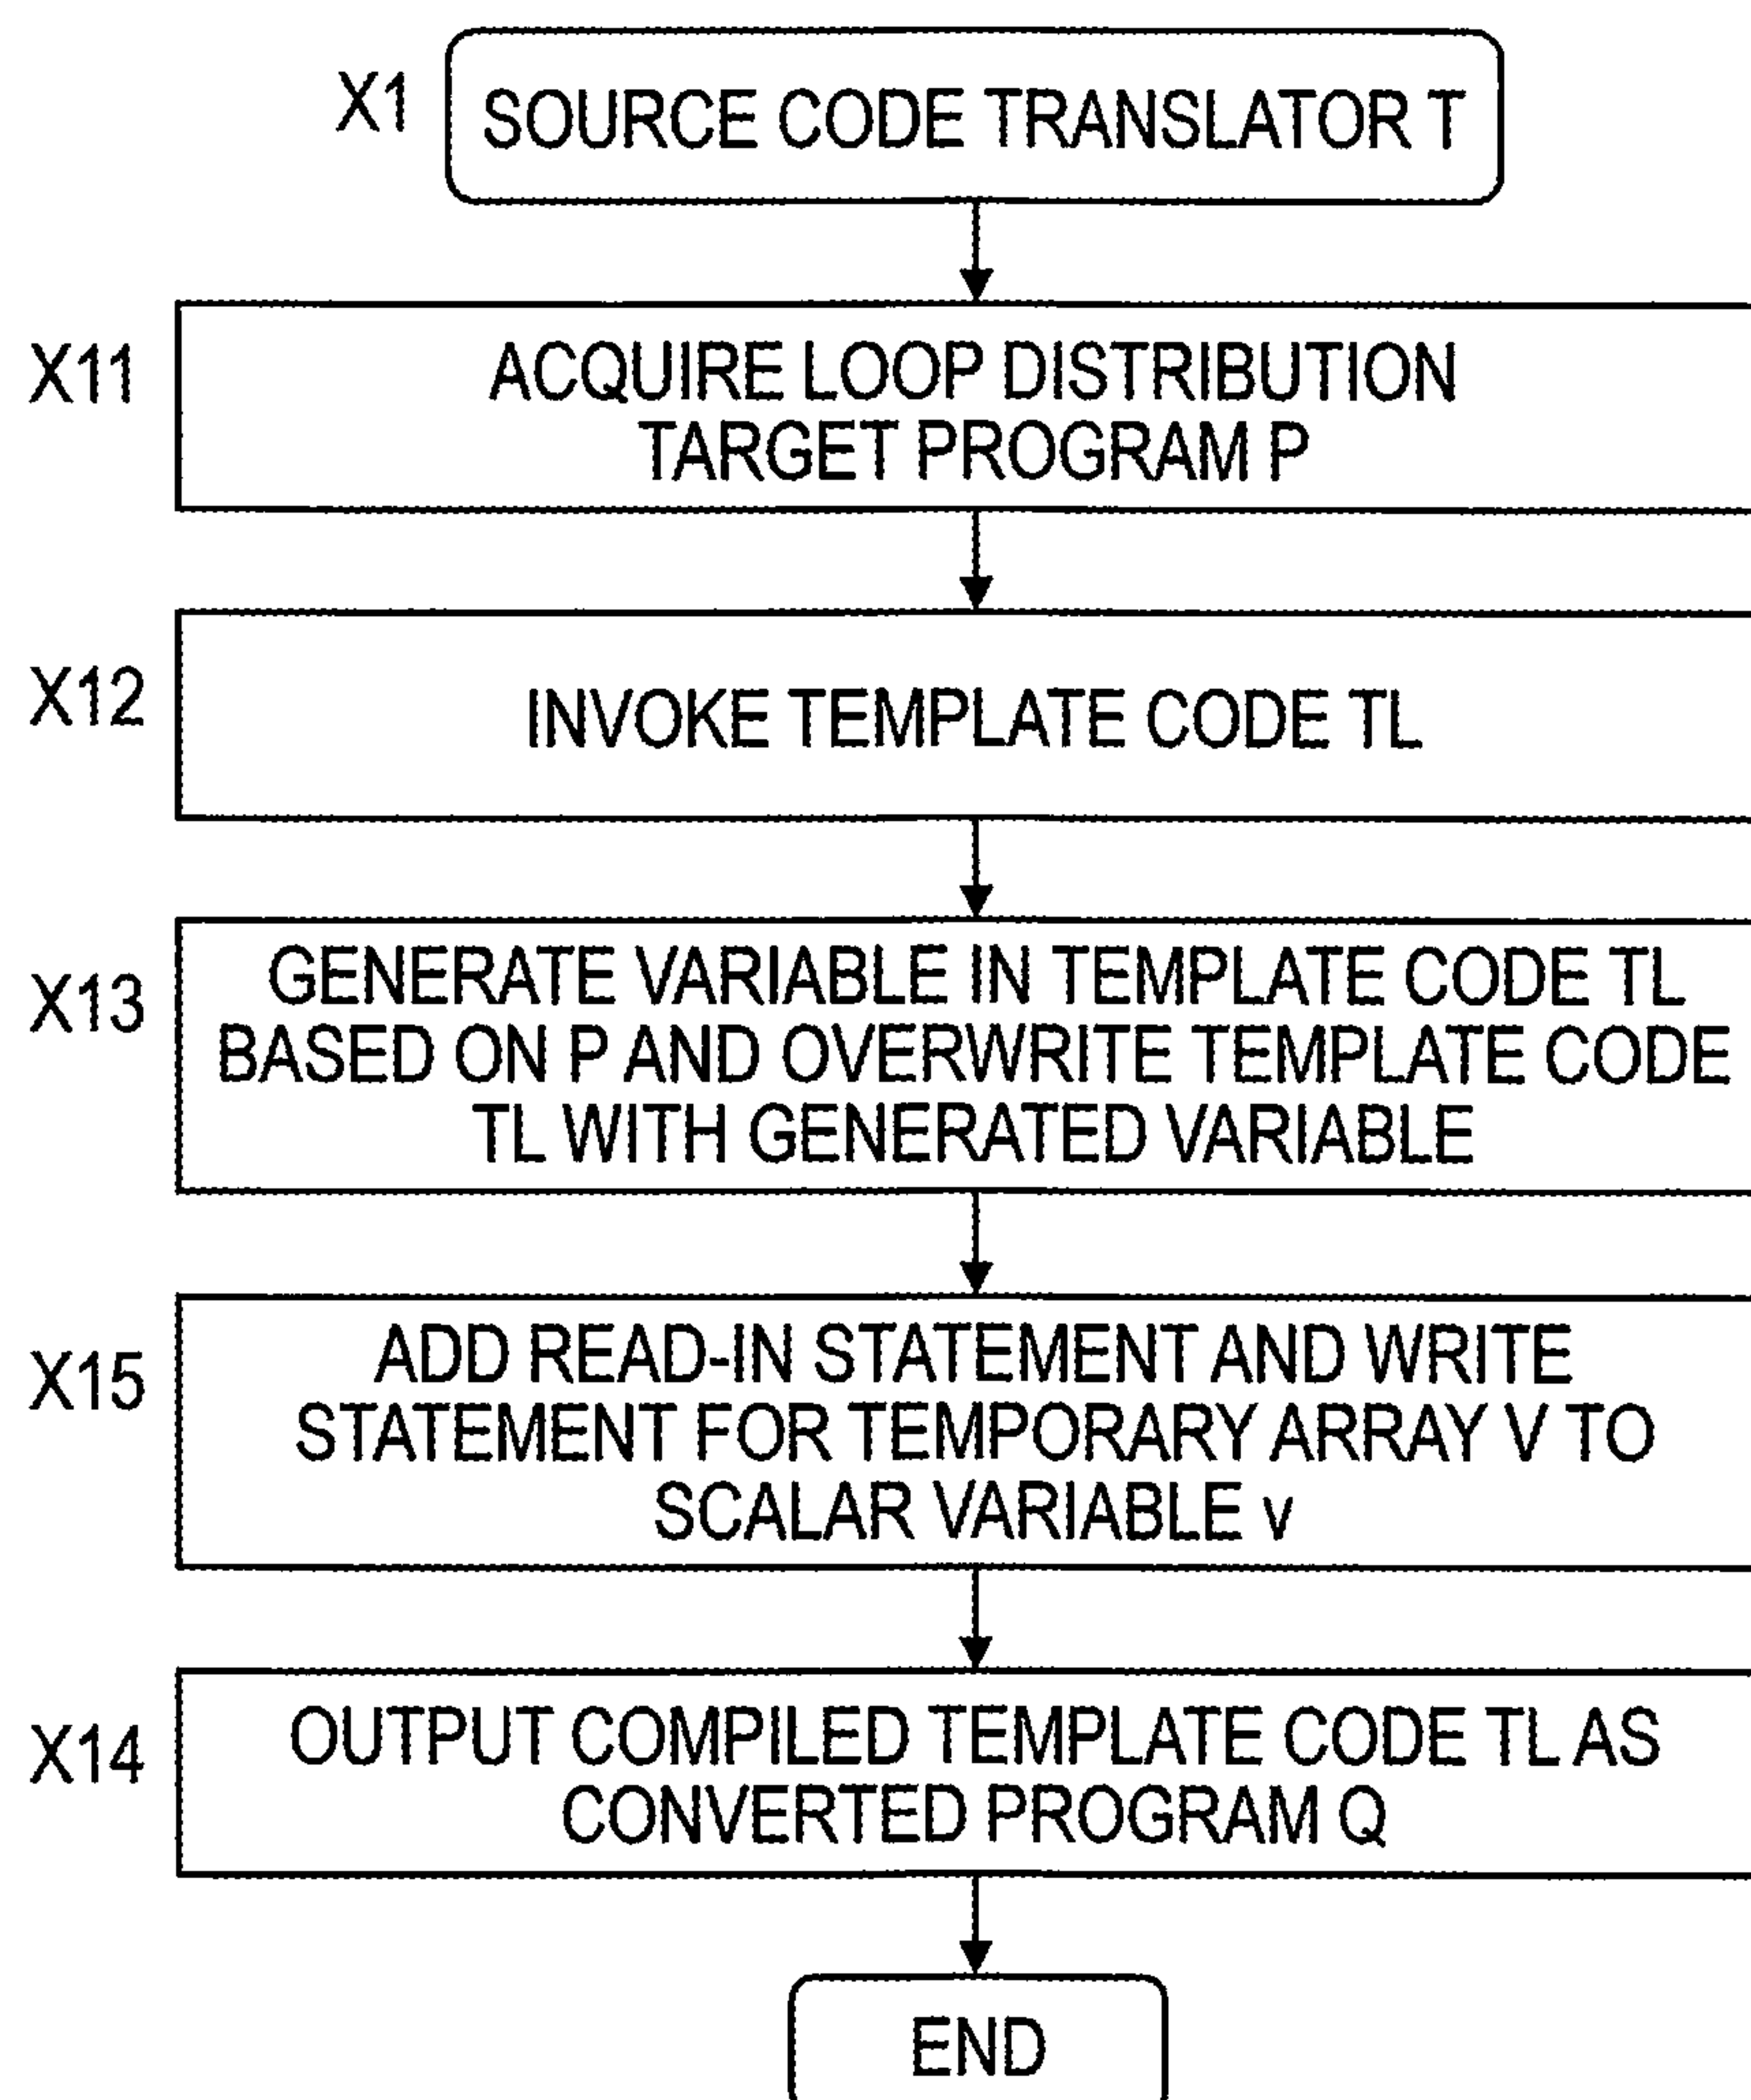 X1
SOURCE CODE TRANSLATOR T
X11
ACQUIRE LOOP DISTRIBUTION
TARGET PROGRAM P
X12
INVOKE TEMPLATE CODE TL
X13
GENERATE VARIABLE IN TEMPLATE CODE TL
BASED ON P AND OVERWRITE TEMPLATE CODE
TL WITH GENERATED VARIABLE
X15
ADD READ-IN STATEMENT AND WRITE
STATEMENT FOR TEMPORARY ARRAY V TO
SCALAR VARIABLE v
X14
OUTPUT COMPILED TEMPLATE CODE TL AS
CONVERTED PROGRAM Q
END